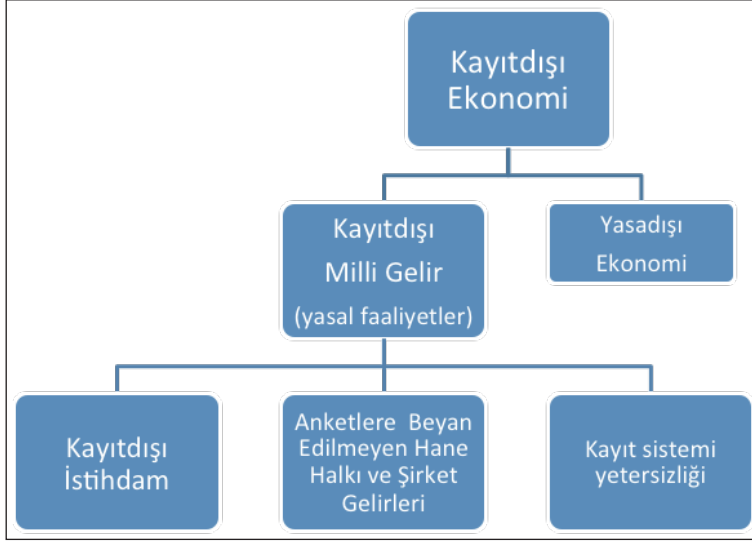 Kayıtdışı
Ekonomi
Kayıtdışı
Milli Gelir
(yasal faaliyetler)
Yasadışı
Ekonomi
Kayıtdışı
İstihdam
Anketlere Beyan
Edilmeyen Hane
Halkı ve Şirket
Gelirleri
Kayıt sistemi
yetersizliği